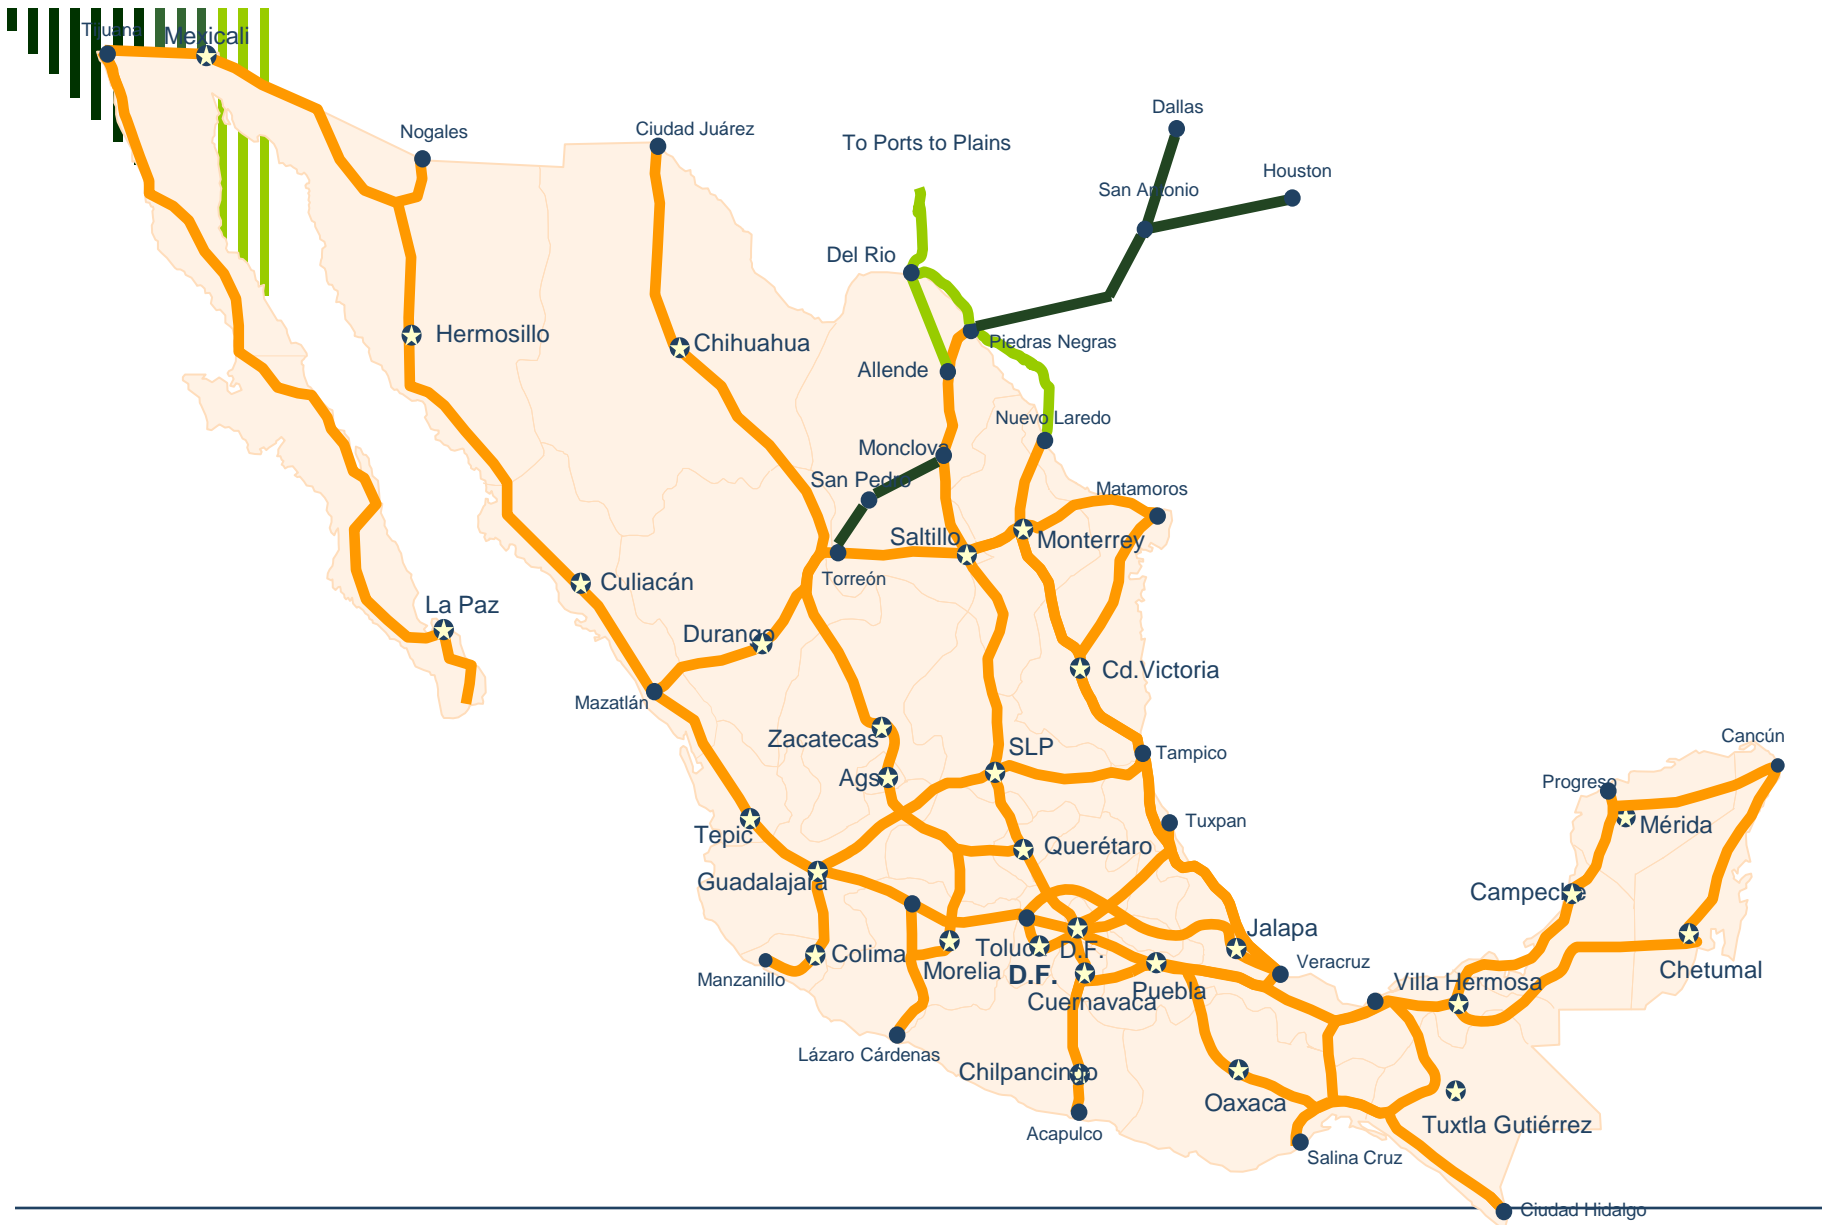 Tijuana
Mexicali
Nogales
Ciudad Juárez
To Ports to Plains
Dallas
San Antonio
Houston
Del Rio
Hermosillo
Chihuahua
Piedras Negras
Allende
Nuevo Laredo
Monclova
San Pedro
Matamoros
Saltillo
Monterrey
Torreón
Culiacán
La Paz
Durango
Cd.Victoria
Mazatlán
Zacatecas
SLP
Tampico
Cancún
Ags
Progreso
Tepic
Querétaro
Tuxpan
Mérida
Guadalajara
Campeche
Colima
Toluca
D.F.
Jalapa
Manzanillo
Morelia
D.F.
Veracruz
Chetumal
Cuernavaca
Puebla
Villa Hermosa
Lázaro Cárdenas
Chilpancingo
Oaxaca
Acapulco
Tuxtla Gutiérrez
Salina Cruz
Ciudad Hidalgo